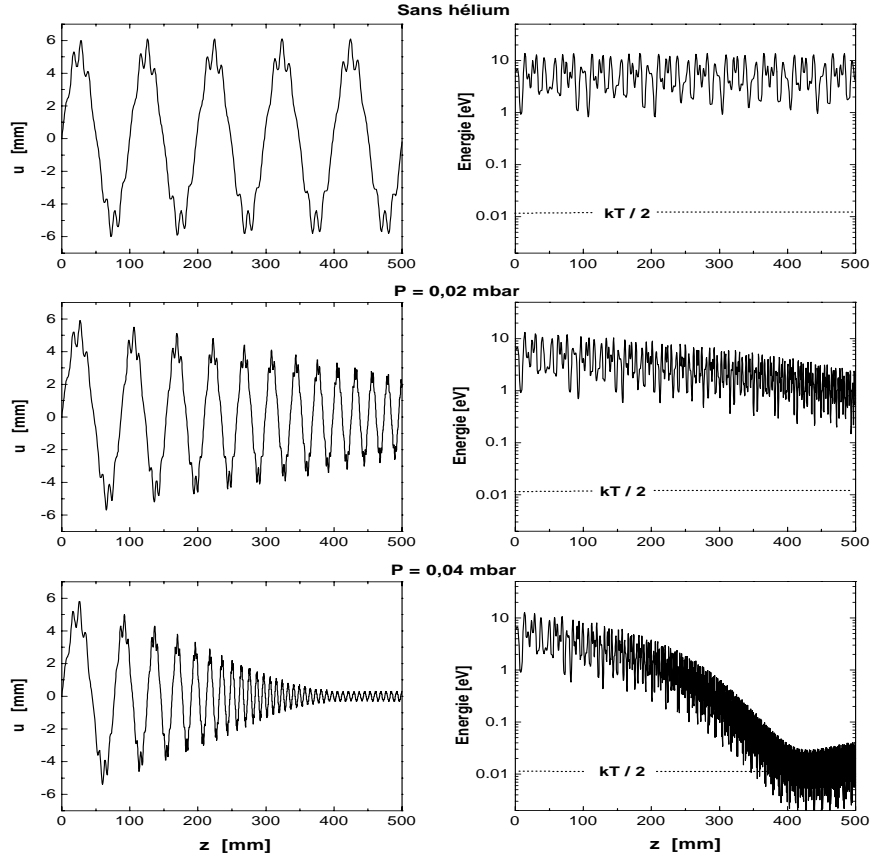 Sans hélium
u [mm]
6
4
2
0
-2
-4
-6
0 100 200 300 400 500
Energie [eV]
10
1
0.1
0.01
kT / 2
0 100 200 300 400 500
z [mm]
P = 0,02 mbar
u [mm]
6
4
2
0
-2
-4
-6
0 100 200 300 400 500
Energie [eV]
10
1
0.1
0.01
kT / 2
0 100 200 300 400 500
P = 0,04 mbar
u [mm]
6
4
2
0
-2
-4
-6
0 100 200 300 400 500
z [mm]
Energie [eV]
10
1
0.1
0.01
kT / 2
0 100 200 300 400 500
z [mm]